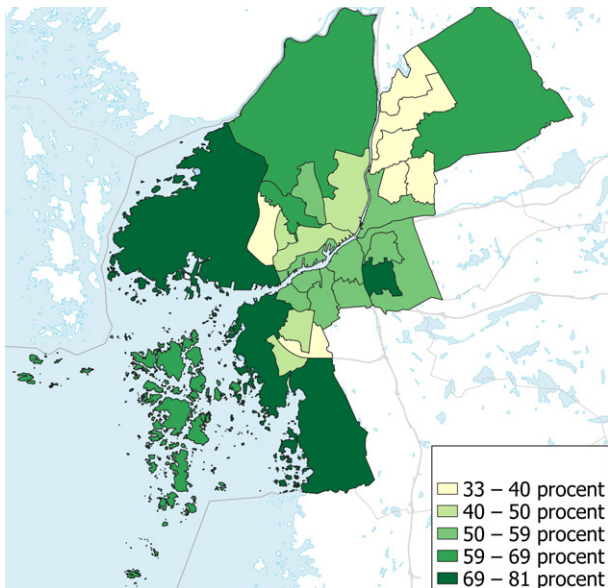 33 – 40 procent
40 – 50 procent
50 – 59 procent
59 – 69 procent
69 – 81 procent